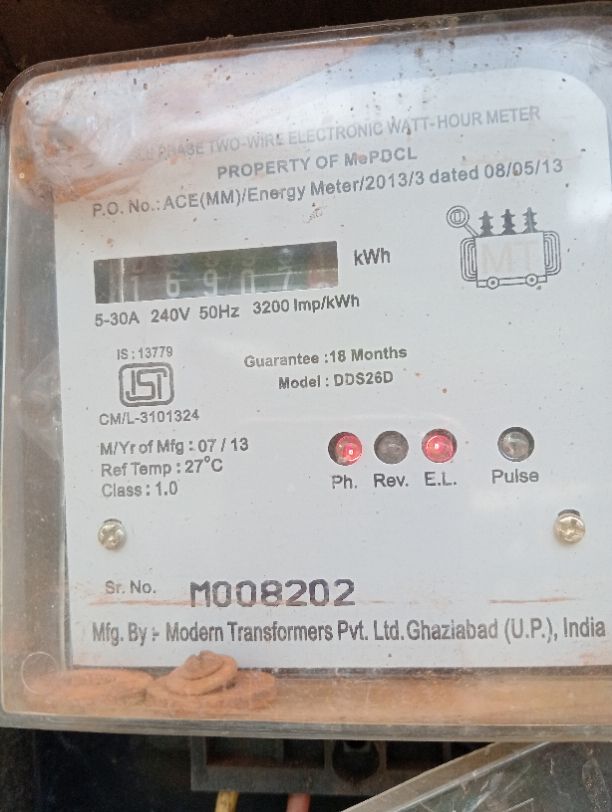 PHASE TWO-WIRE ELECTRONIC WATT-HOUR METER
PROPERTY OF MePDCL
P.O. No.: ACE(MM)/Energy Meter/2013/3 dated 08/05/13
16907 kWh
5-30A 240V 50Hz 3200 Imp/kWh
MT
IS : 13779
ISI
CM/L-3101324
Guarantee :18 Months
Model : DDS26D
M/Yr of Mfg : 07 / 13
Ref Temp : 27°C
Class : 1.0
Ph. Rev. E.L. Pulse
Sr. No. M008202
Mfg. By :- Modern Transformers Pvt. Ltd. Ghaziabad (U.P.), India